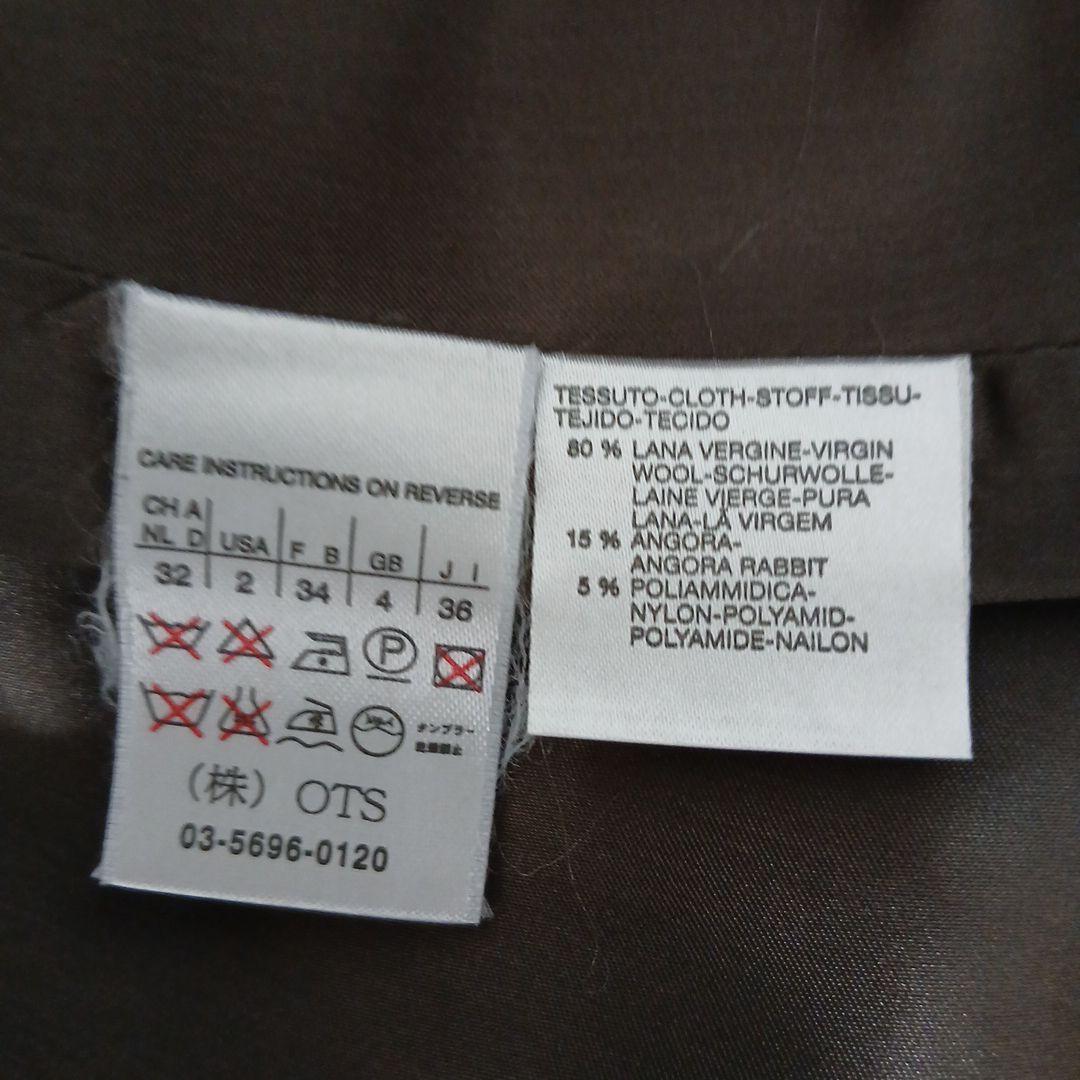 CARE INSTRUCTIONS ON REVERSE
CH A
NL D USA F B GB J I
32 2 34 4 36
P
タンブラー
乾燥禁止
(株) OTS
03-5696-0120
TESSUTO-CLOTH-STOFF-TISSU-
TEJIDO-TECIDO
80 % LANA VERGINE-VIRGIN
WOOL-SCHURWOLLE-
LAINE VIERGE-PURA
LANA-LÃ VIRGEM
15 % ANGORA-
ANGORA RABBIT
5 % POLIAMMIDICA-
NYLON-POLYAMID-
POLYAMIDE-NAILON